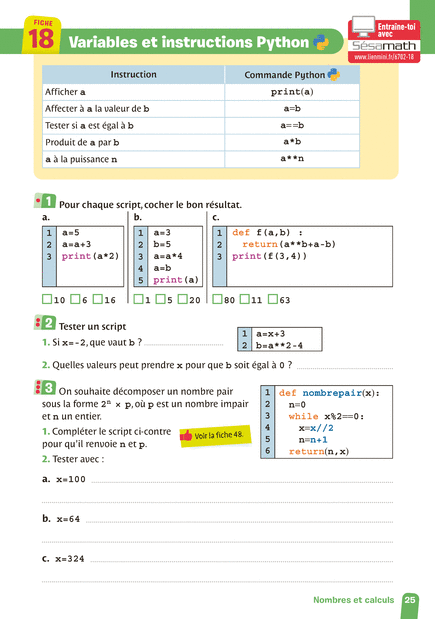 FICHE
18
Variables et instructions Python
Entraine-toi
avec
Sésamath
www.liennini.fr/6702-18
Instruction Commande Python
Afficher a print(a)
Affecter à a la valeur de b a=b
Tester si a est égal à b a==b
Produit de a par b a*b
a à la puissance n a**n
1 Pour chaque script, cocher le bon résultat.
a.
1 a=5
2 a=a+3
3 print(a*2)
10 6 16
b.
1 a=3
2 b=5
3 a=a*4
4 a=b
5 print(a)
1 5 20
c.
1 def f(a,b) :
2 return(a**b+a-b)
3 print(f(3,4))
80 11 63
2 Tester un script
1. Si x=-2, que vaut b ?
1 a=x+3
2 b=a**2-4
2. Quelles valeurs peut prendre x pour que b soit égal à 0 ?
3 On souhaite décomposer un nombre pair
sous la forme 2ⁿ × p, où p est un nombre impair
et n un entier.
1. Compléter le script ci-contre
pour qu'il renvoie n et p.
Voir la fiche 48.
1 def nombrepair(x):
2 n=0
3 while x%2==0:
4 x=x//2
5 n=n+1
6 return(n,x)
2. Tester avec :
a. x=100
b. x=64
c. x=324
Nombres et calculs 25